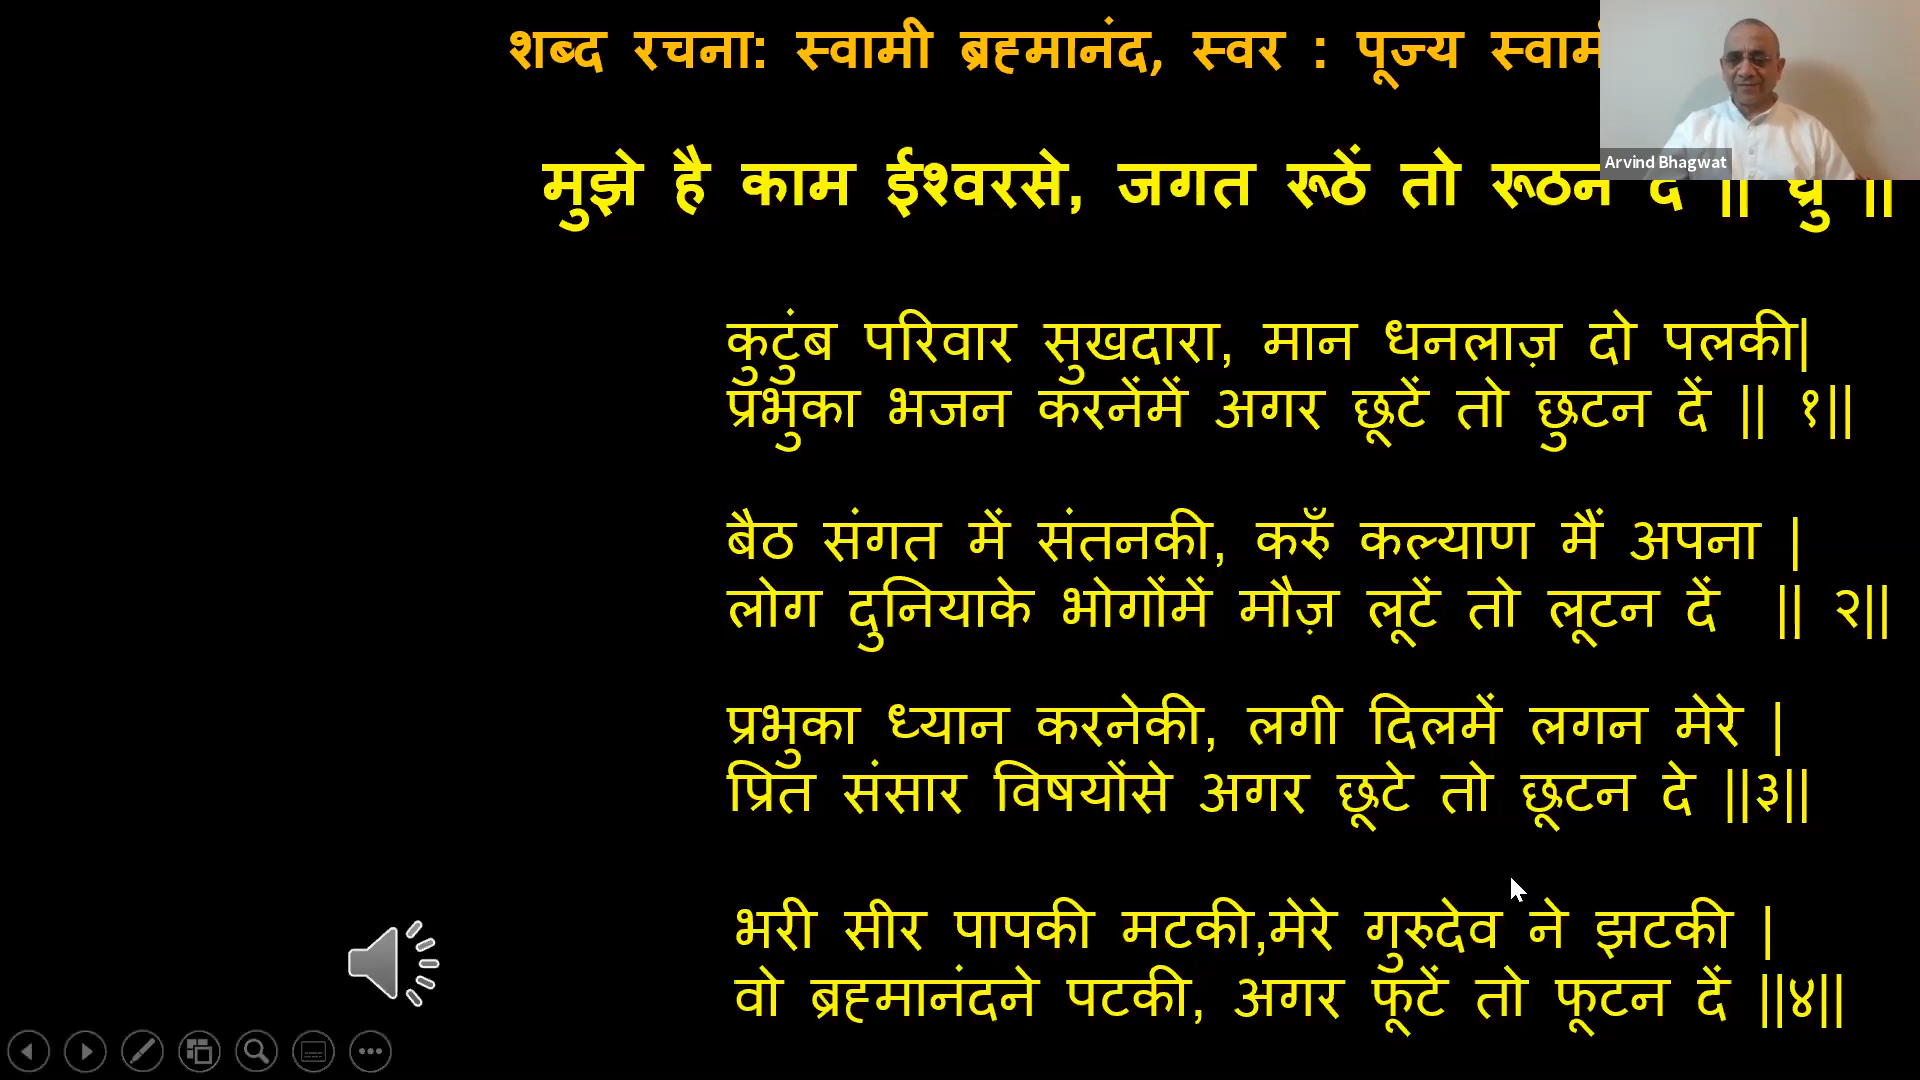 शब्द रचना: स्वामी ब्रह्मानंद, स्वर : पूज्य
Arvind Bhagwat
मुझे है काम ईश्वरसे, जगत रूठें तो रूठन || ध्रु ||
कुटुंब परिवार सुखदारा, मान धनलाज़ दो पलकी|
प्रभुका भजन करनेंमें अगर छूटें तो छुटन दें || १||
बैठ संगत में संतनकी, करुँ कल्याण मैं अपना |
लोग दुनियाके भोगोंमें मौज़ लूटें तो लूटन दें || २||
प्रभुका ध्यान करनेकी, लगी दिलमें लगन मेरे |
प्रित संसार विषयोंसे अगर छूटे तो छूटन दे ||३||
भरी सीर पापकी मटकी,मेरे गुरुदेव ने झटकी |
वो ब्रह्मानंदने पटकी, अगर फूटें तो फूटन दें ||४||